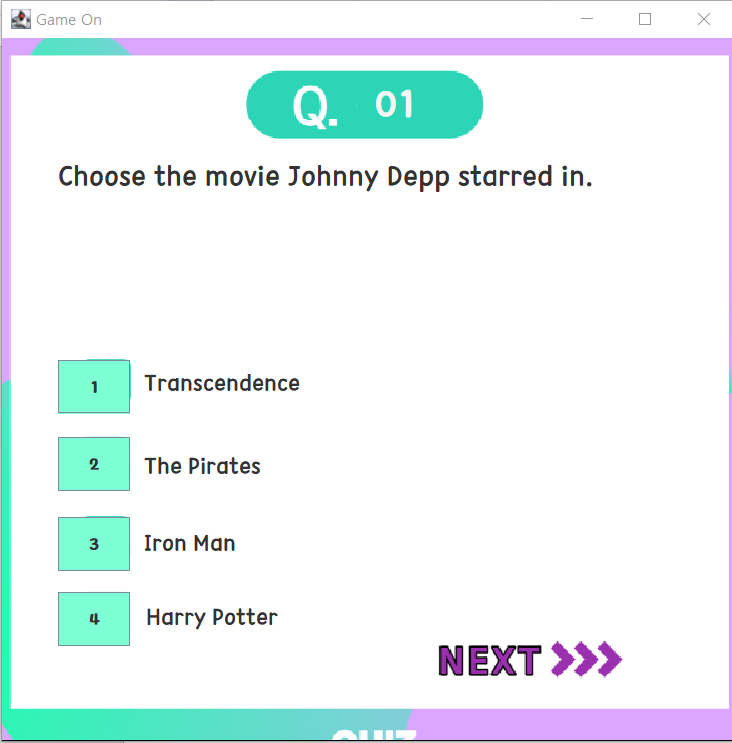 Game On
Q. 01
Choose the movie Johnny Depp starred in.
1 Transcendence
2 The Pirates
3 Iron Man
4 Harry Potter
NEXT
QUIZ